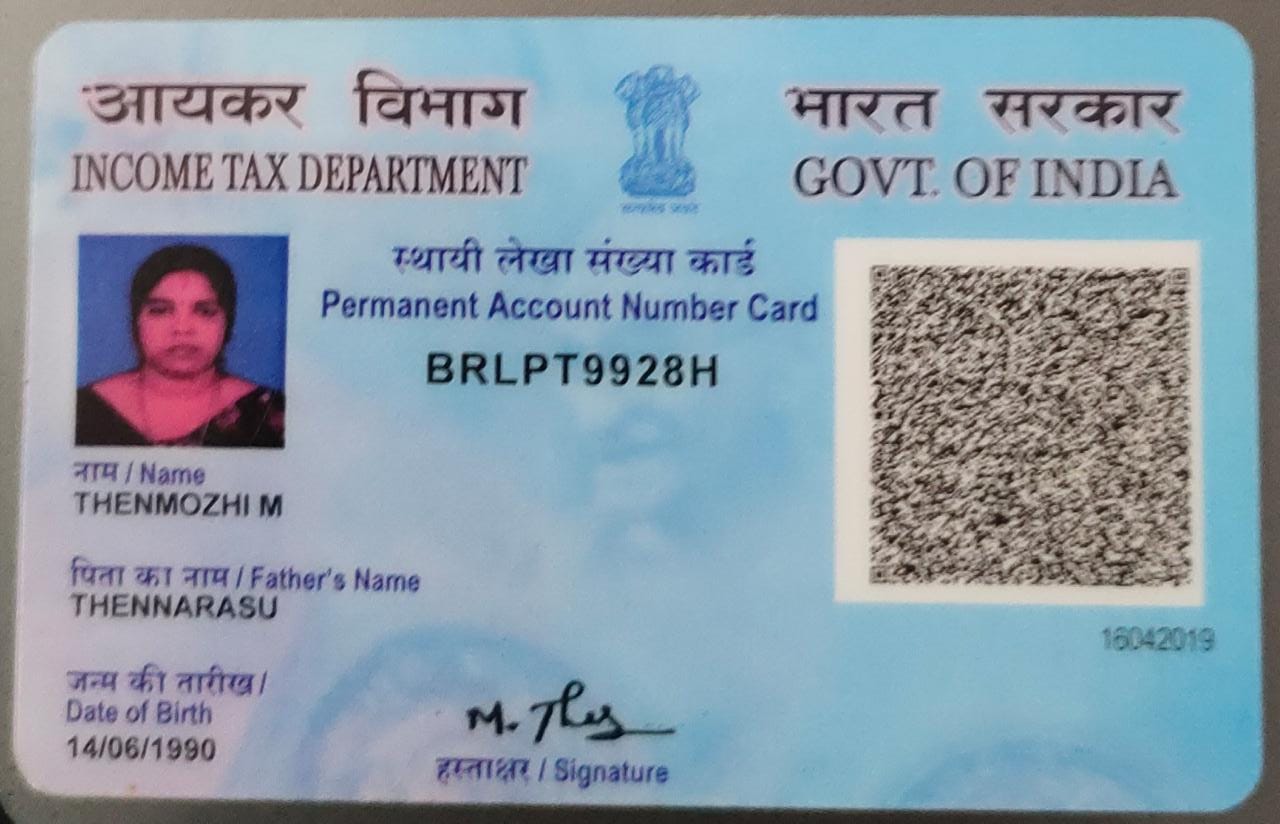 आयकर विभाग
INCOME TAX DEPARTMENT
भारत सरकार
GOVT. OF INDIA
सत्यमेव जयते
स्थायी लेखा संख्या कार्ड
Permanent Account Number Card
BRLPT9928H
नाम / Name
THENMOZHI M
पिता का नाम / Father's Name
THENNARASU
जन्म की तारीख /
Date of Birth
14/06/1990
हस्ताक्षर / Signature
16042019